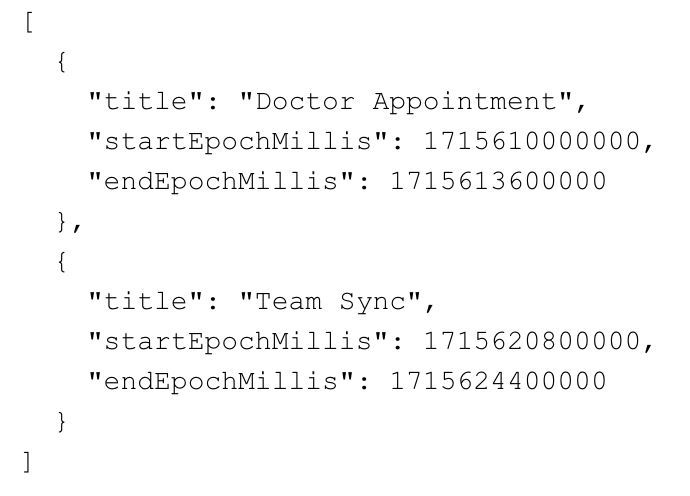 [
  {
    "title": "Doctor Appointment",
    "startEpochMillis": 1715610000000,
    "endEpochMillis": 1715613600000
  },
  {
    "title": "Team Sync",
    "startEpochMillis": 1715620800000,
    "endEpochMillis": 1715624400000
  }
]